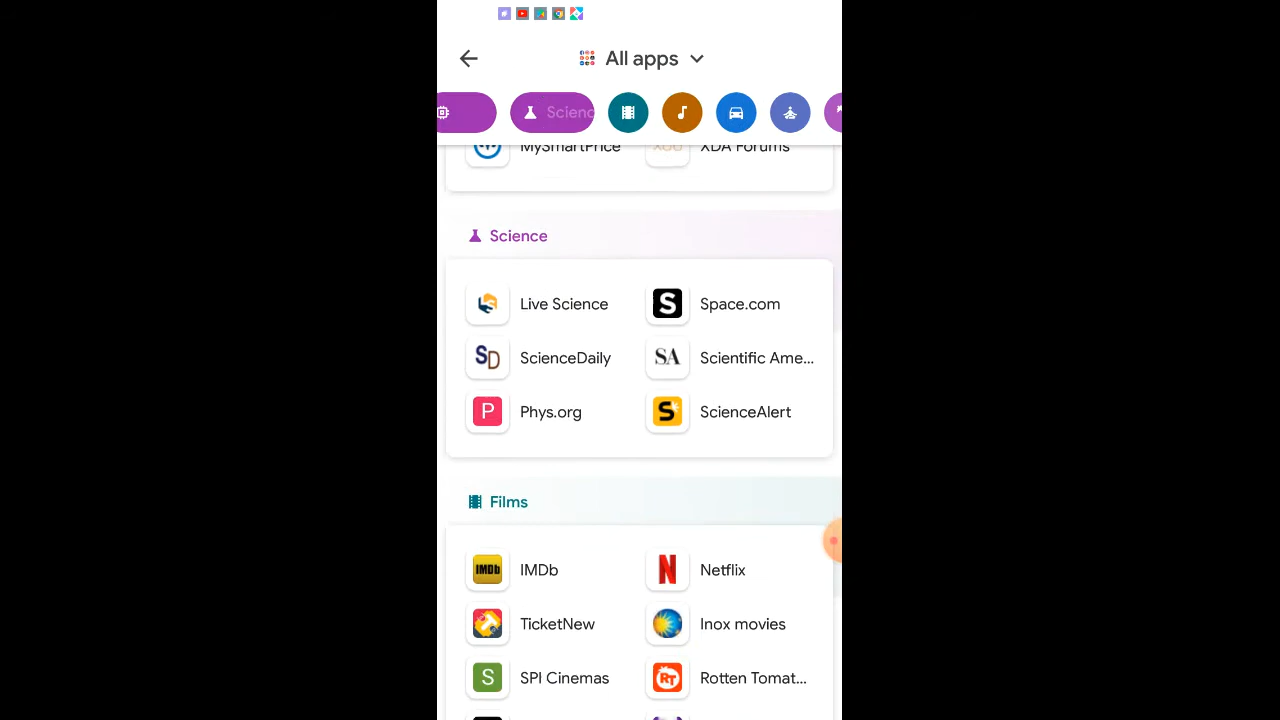 All apps
Scienc
MySmartPrice XDA Forums
Science
Live Science Space.com
ScienceDaily Scientific Ame...
Phys.org ScienceAlert
Films
IMDb Netflix
TicketNew Inox movies
SPI Cinemas Rotten Tomat...